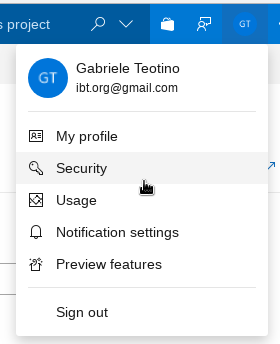 s project
GT
GT
Gabriele Teotino
ibt.org@gmail.com
My profile
Security
Usage
Notification settings
Preview features
Sign out